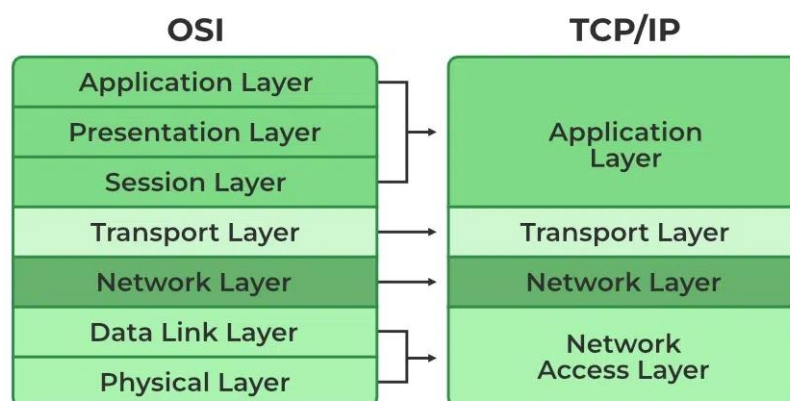 OSI
Application Layer
Presentation Layer
Session Layer
Transport Layer
Network Layer
Data Link Layer
Physical Layer
TCP/IP
Application
Layer
Transport Layer
Network Layer
Network
Access Layer